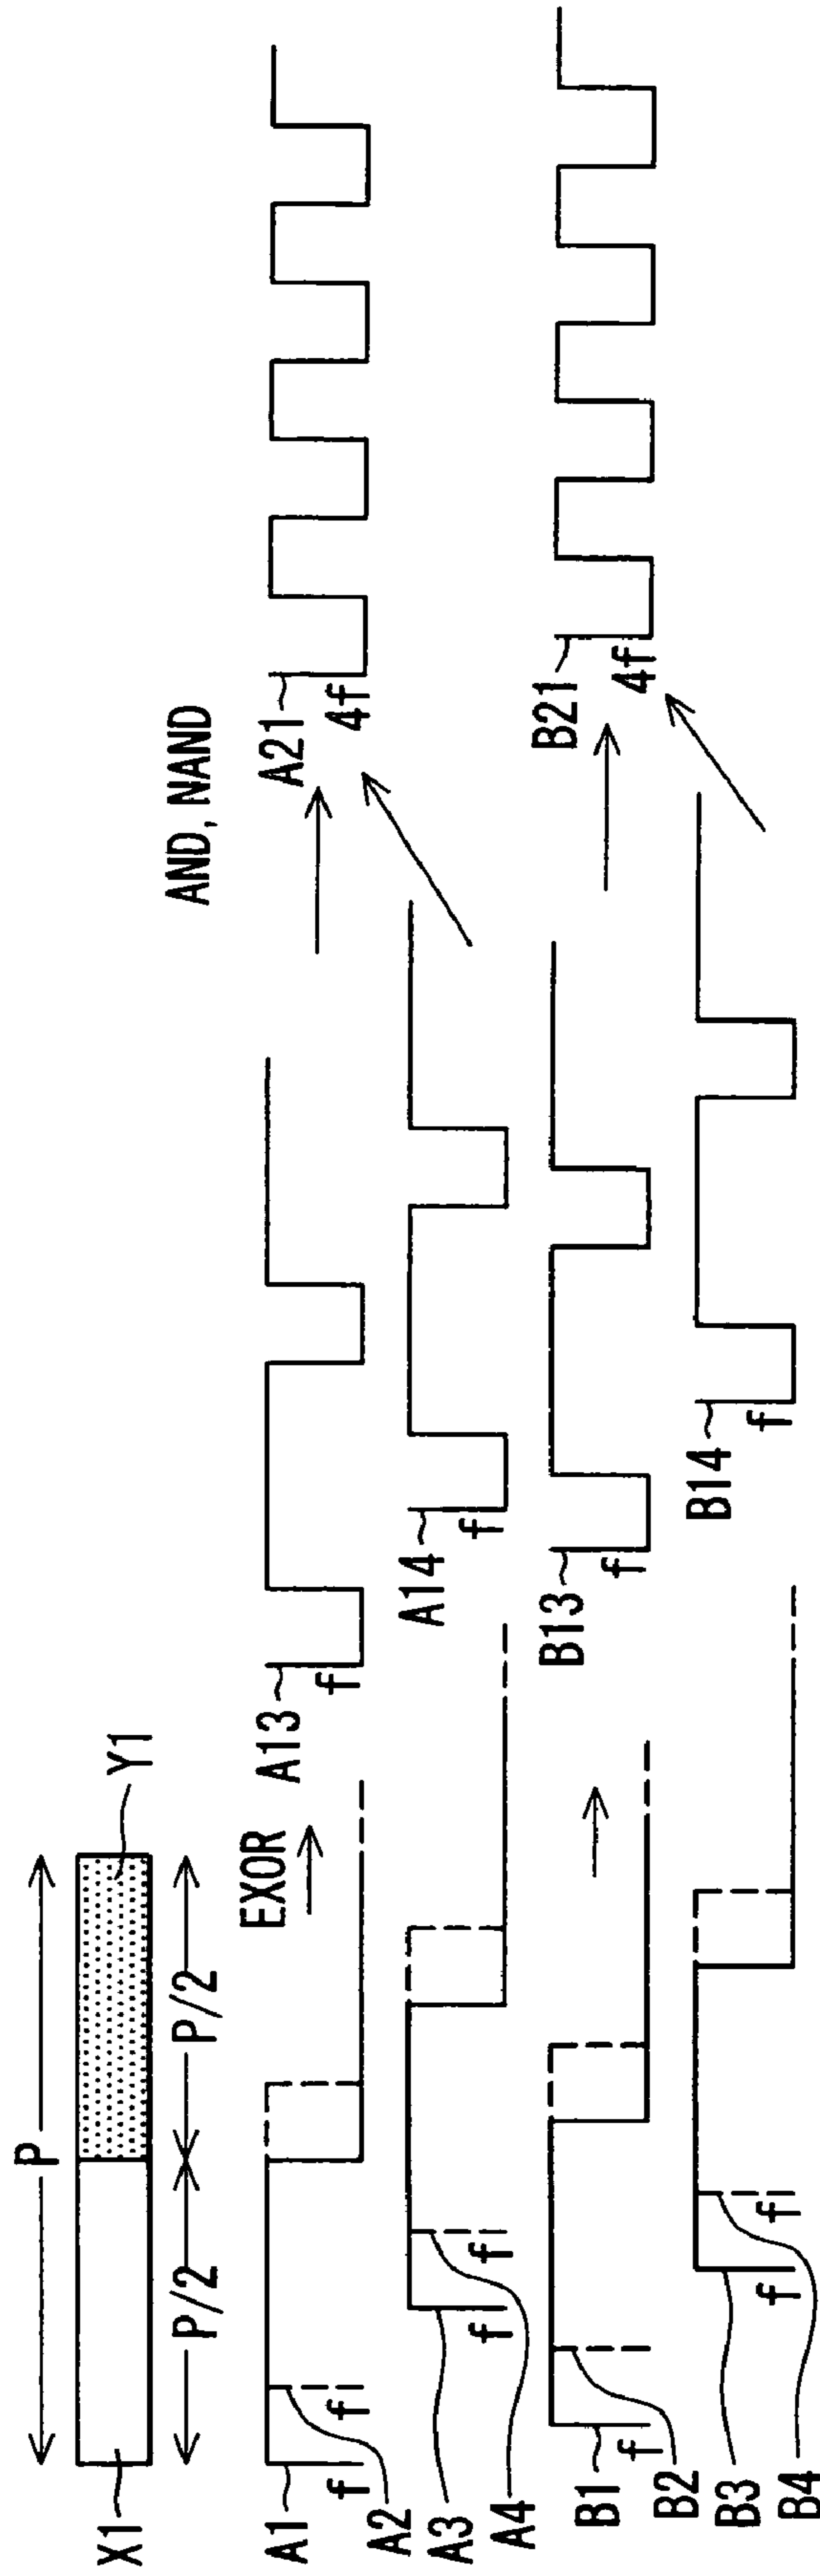 P
X1
P/2
P/2
Y1
A1
f
f
A2
A3
f
f
A4
EXOR
A13
f
A14
f
AND, NAND
A21
4f
B1
f
B2
B3
f
f
B4
B13
f
B14
f
B21
4f